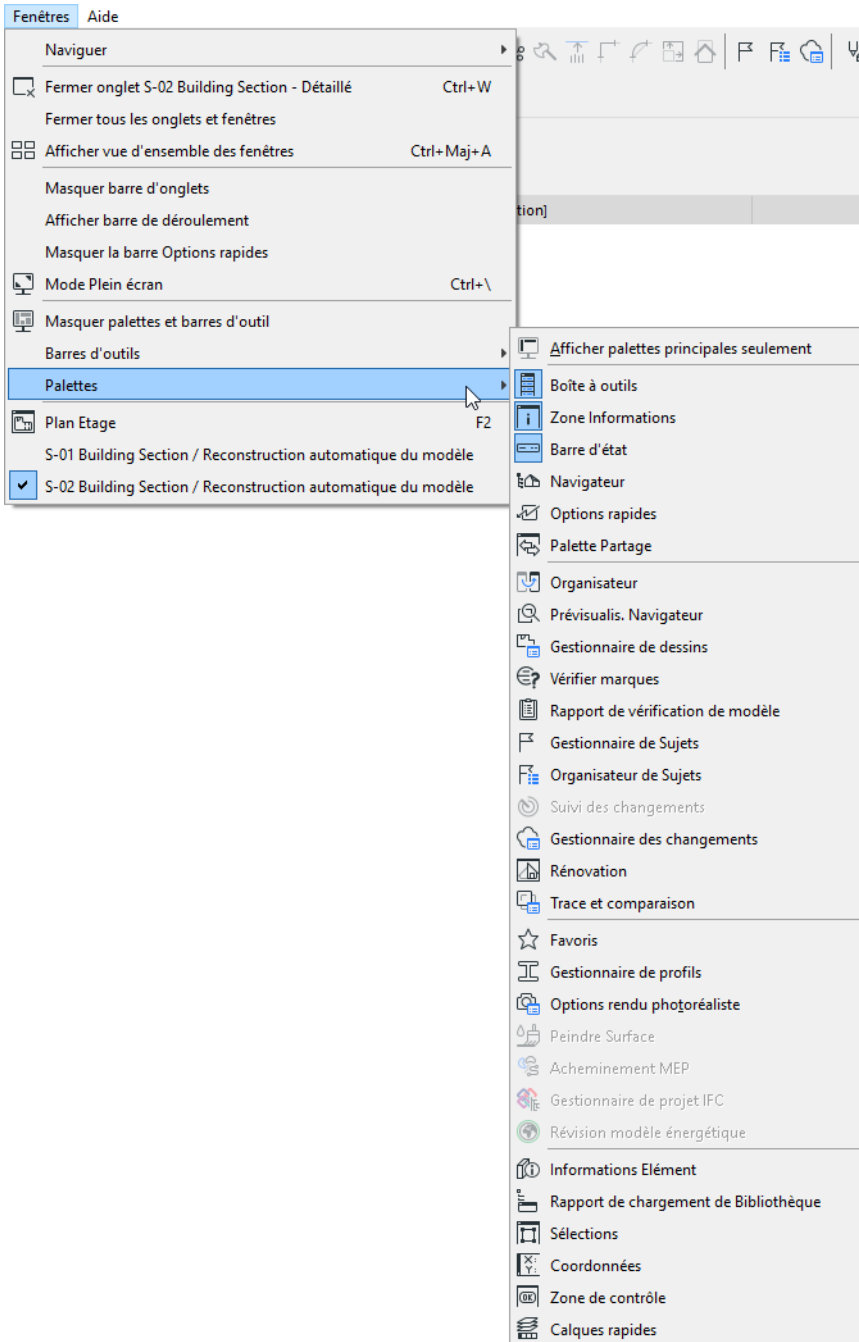 Fenêtres Aide
Naviguer
Fermer onglet S-02 Building Section - Détaillé Ctrl+W
Fermer tous les onglets et fenêtres
Afficher vue d'ensemble des fenêtres Ctrl+Maj+A
Masquer barre d'onglets
Afficher barre de déroulement
Masquer la barre Options rapides
Mode Plein écran Ctrl+\
Masquer palettes et barres d'outil
Barres d'outils
Palettes
Plan Etage F2
S-01 Building Section / Reconstruction automatique du modèle
S-02 Building Section / Reconstruction automatique du modèle
tion]
Afficher palettes principales seulement
Boîte à outils
Zone Informations
Barre d'état
Navigateur
Options rapides
Palette Partage
Organisateur
Prévisualis. Navigateur
Gestionnaire de dessins
Vérifier marques
Rapport de vérification de modèle
Gestionnaire de Sujets
Organisateur de Sujets
Suivi des changements
Gestionnaire des changements
Rénovation
Trace et comparaison
Favoris
Gestionnaire de profils
Options rendu photoréaliste
Peindre Surface
Acheminement MEP
Gestionnaire de projet IFC
Révision modèle énergétique
Informations Elément
Rapport de chargement de Bibliothèque
Sélections
X:
Y:
Coordonnées
OK
Zone de contrôle
Calques rapides